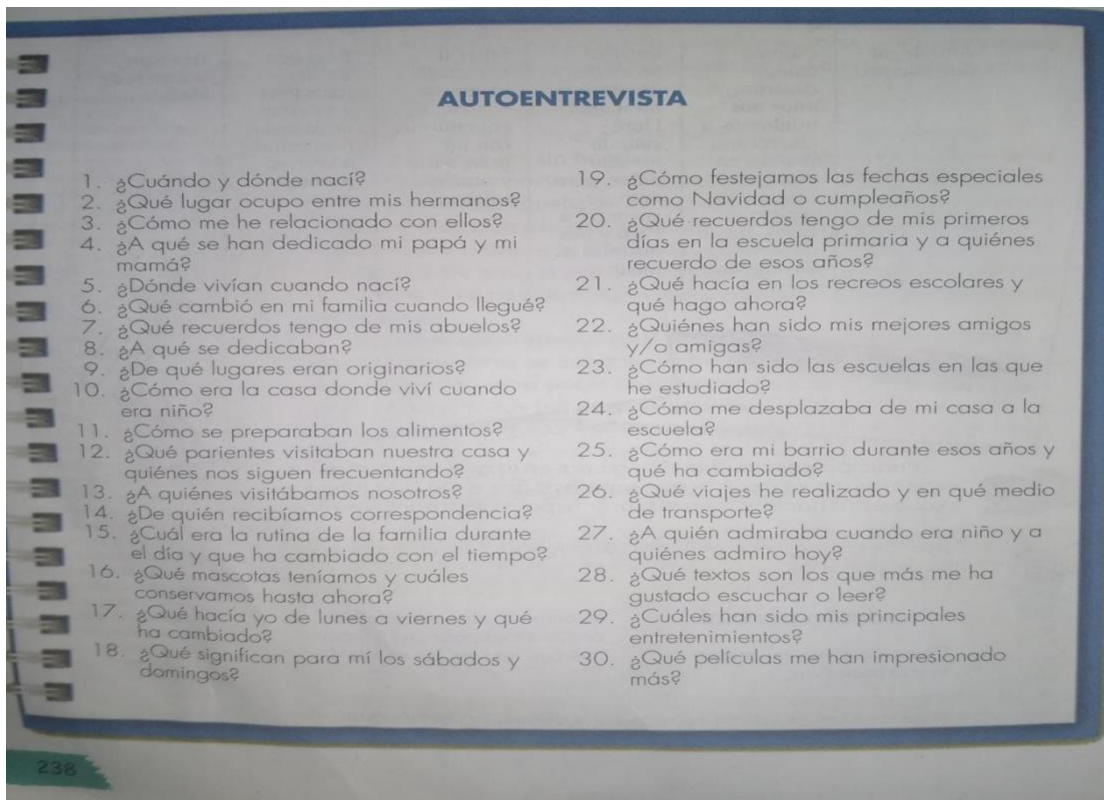 AUTOENTREVISTA
1. ¿Cuándo y dónde nací?
2. ¿Qué lugar ocupo entre mis hermanos?
3. ¿Cómo me he relacionado con ellos?
4. ¿A qué se han dedicado mi papá y mi
mamá?
5. ¿Dónde vivían cuando nací?
6. ¿Qué cambió en mi familia cuando llegué?
7. ¿Qué recuerdos tengo de mis abuelos?
8. ¿A qué se dedicaban?
9. ¿De qué lugares eran originarios?
10. ¿Cómo era la casa donde viví cuando
era niño?
11. ¿Cómo se preparaban los alimentos?
12. ¿Qué parientes visitaban nuestra casa y
quiénes nos siguen frecuentando?
13. ¿A quiénes visitábamos nosotros?
14. ¿De quién recibíamos correspondencia?
15. ¿Cuál era la rutina de la familia durante
el día y que ha cambiado con el tiempo?
16. ¿Qué mascotas teníamos y cuáles
conservamos hasta ahora?
17. ¿Qué hacía yo de lunes a viernes y qué
ha cambiado?
18. ¿Qué significan para mí los sábados y
domingos?
19. ¿Cómo festejamos las fechas especiales
como Navidad o cumpleaños?
20. ¿Qué recuerdos tengo de mis primeros
días en la escuela primaria y a quiénes
recuerdo de esos años?
21. ¿Qué hacía en los recreos escolares y
qué hago ahora?
22. ¿Quiénes han sido mis mejores amigos
y/o amigas?
23. ¿Cómo han sido las escuelas en las que
he estudiado?
24. ¿Cómo me desplazaba de mi casa a la
escuela?
25. ¿Cómo era mi barrio durante esos años y
qué ha cambiado?
26. ¿Qué viajes he realizado y en qué medio
de transporte?
27. ¿A quién admiraba cuando era niño y a
quiénes admiro hoy?
28. ¿Qué textos son los que más me ha
gustado escuchar o leer?
29. ¿Cuáles han sido mis principales
entretenimientos?
30. ¿Qué películas me han impresionado
más?
238